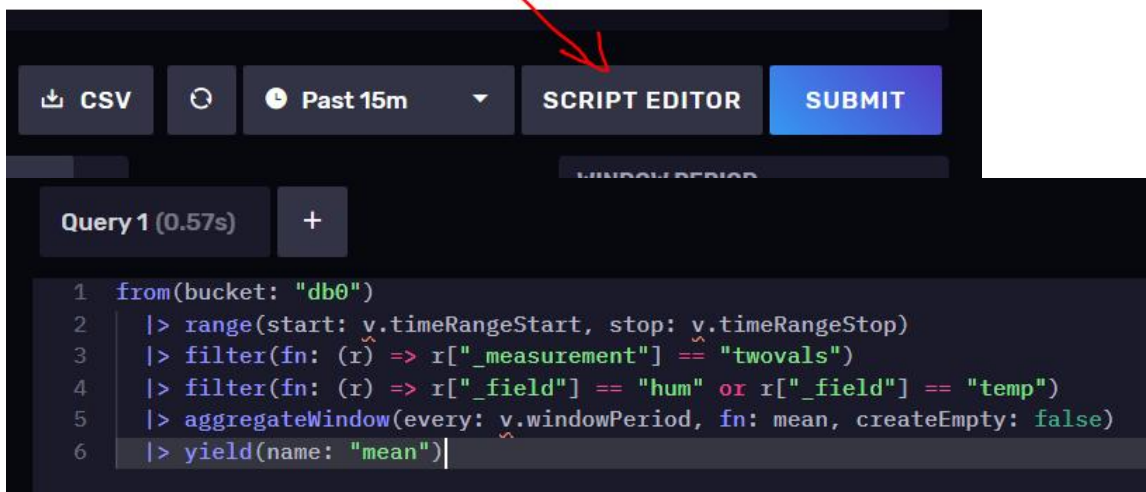 CSV Past 15m SCRIPT EDITOR SUBMIT
WINDOW PERIOD
Query 1 (0.57s) +
1 from(bucket: "db0")
2 |> range(start: v.timeRangeStart, stop: v.timeRangeStop)
3 |> filter(fn: (r) => r["_measurement"] == "twovals")
4 |> filter(fn: (r) => r["_field"] == "hum" or r["_field"] == "temp")
5 |> aggregateWindow(every: v.windowPeriod, fn: mean, createEmpty: false)
6 |> yield(name: "mean")